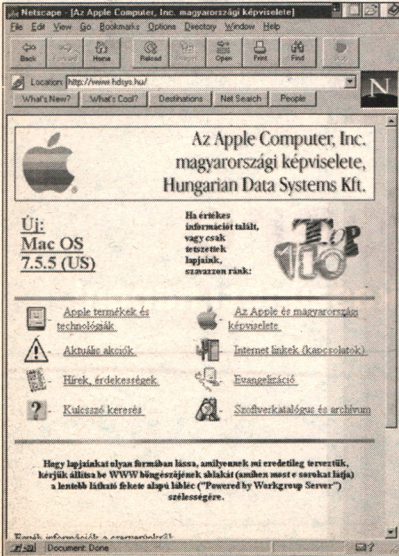 Netscape - [Az Apple Computer, Inc. magyarországi képviselete]
File Edit View Go Bookmarks Options Directory Window Help
Back Forward Home Reload Images Open Print Find Stop
Location: http://www.hdsys.hu/
N
What's New? What's Cool? Destinations Net Search People
Az Apple Computer, Inc.
magyarországi képviselete,
Hungarian Data Systems Kft.
Új:
Mac OS
7.5.5 (US)
Ha értékes
információt talált,
vagy csak
tetszettek
lapjaink,
szavazzon ránk:
TOP
110
Apple termékek és
technológiák
Az Apple és magyarországi
képviselete
Aktuális akciók
Internet linkek (kapcsolatok)
Hírek, érdekességek
Evangelizáció
Kulcsszó keresés
Szoftverkatalógus és archívum
Hogy lapjainkat olyan formában lássa, amilyennek mi eredetileg terveztük,
kérjük állítsa be WWW böngészőjének ablakát (amiben most e sorokat látja)
a lentebb látható fekete alapú lábléc ("Powered by Workgroup Server")
szélességére.
Egyéb információk a szerverünkről
Document: Done